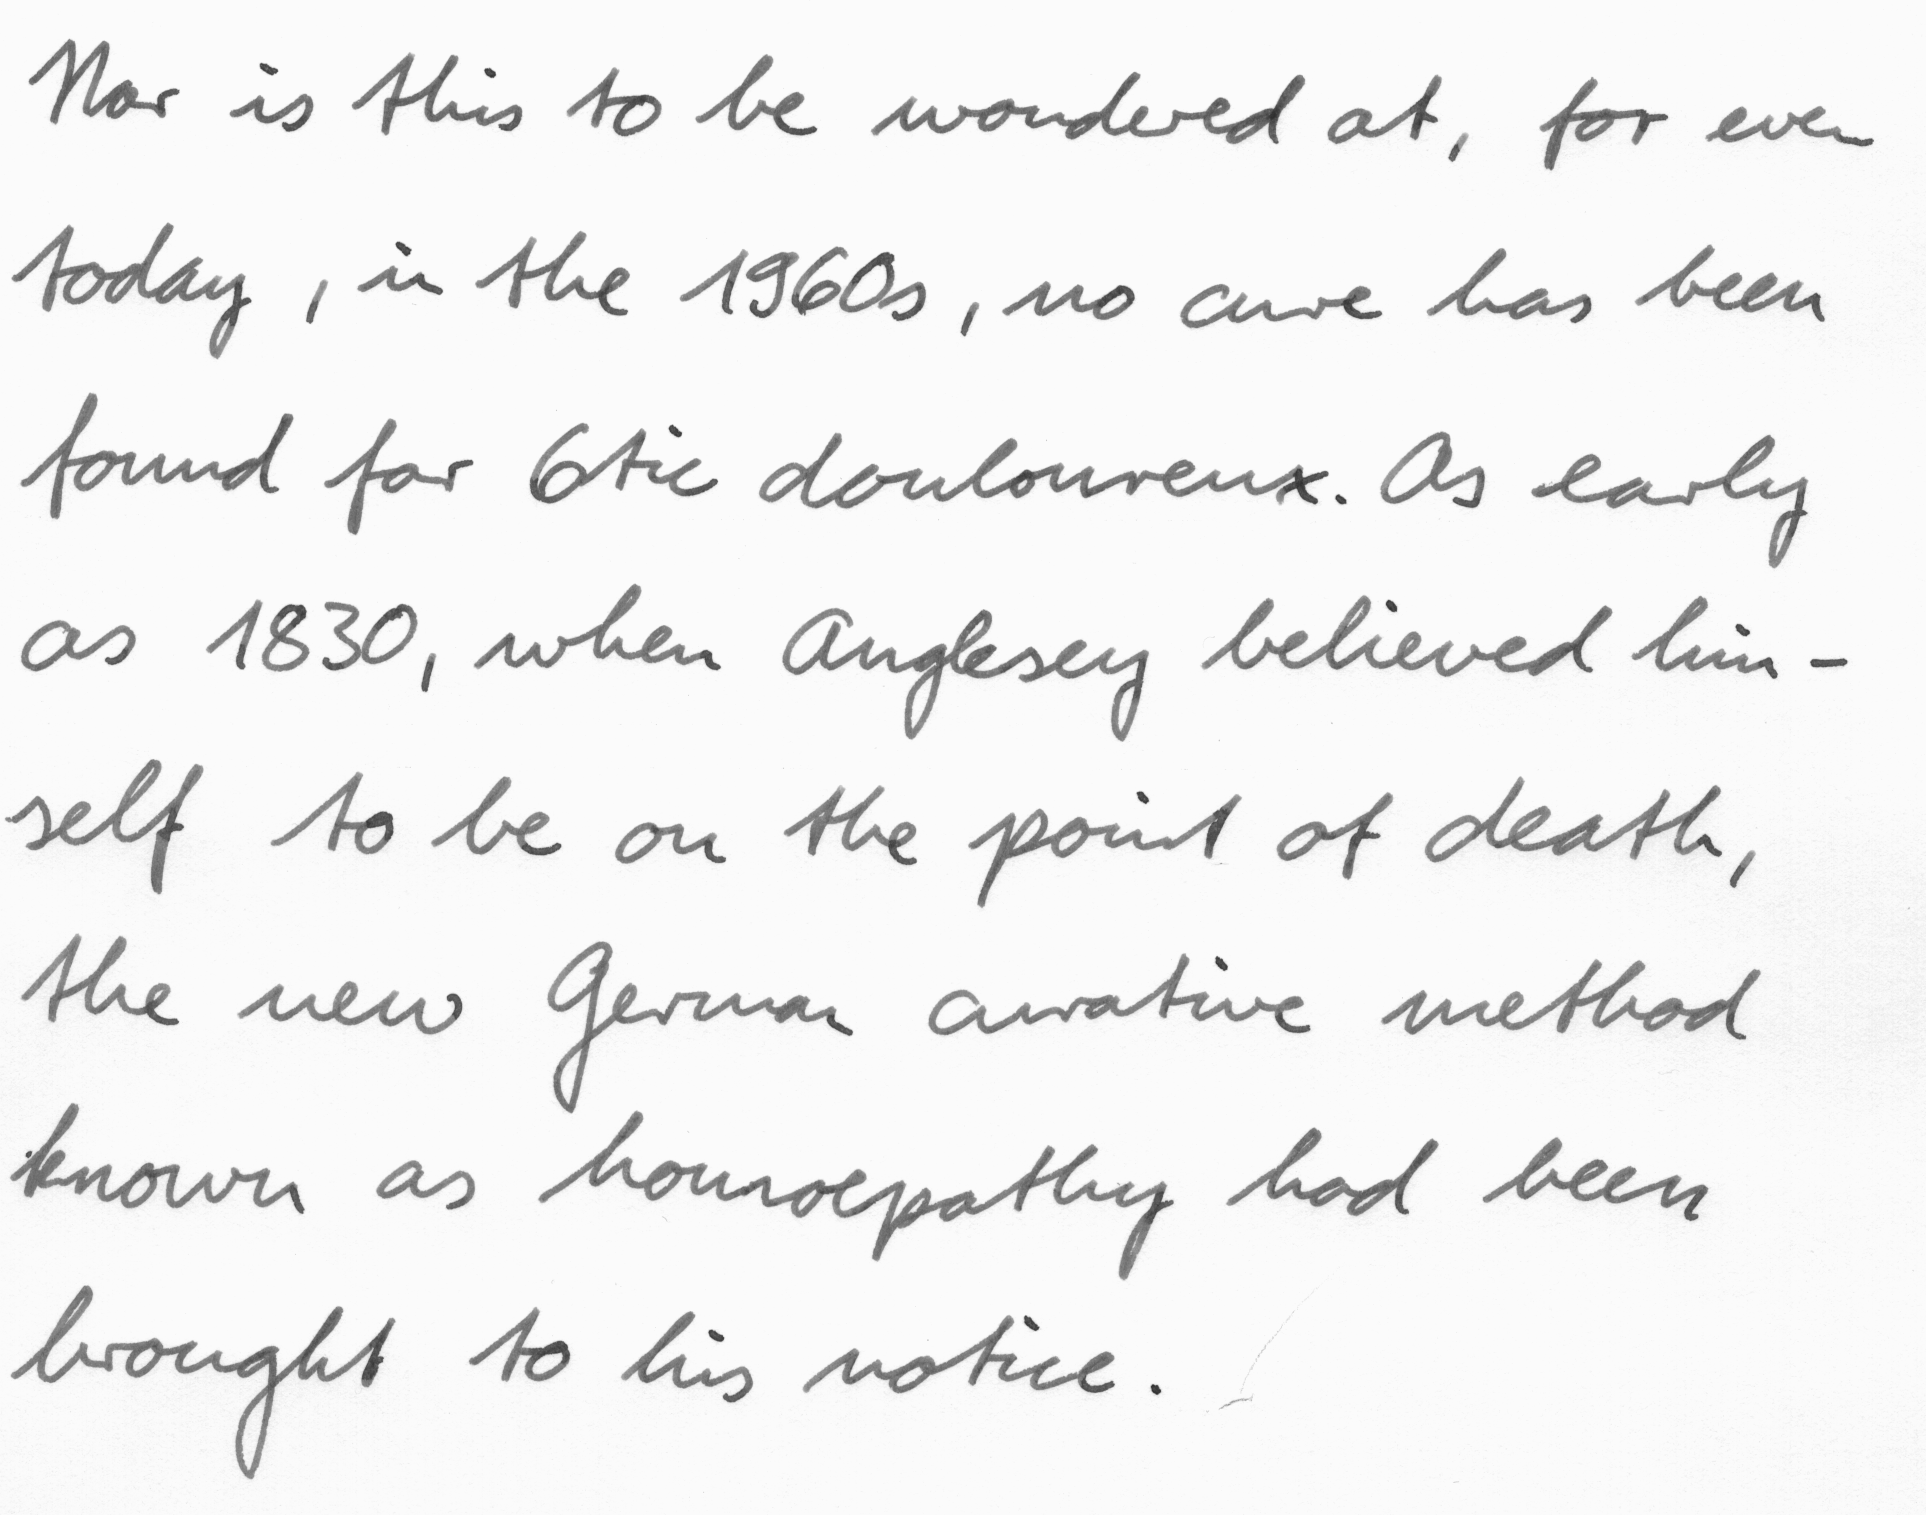 Nor is this to be wondered at, for even
today, in the 1960s, no cure has been
found for 6tic douloureux. As early
as 1830, when Anglesey believed him-
self to be on the point of death,
the new German curative method
known as homoepathy had been
brought to his notice.